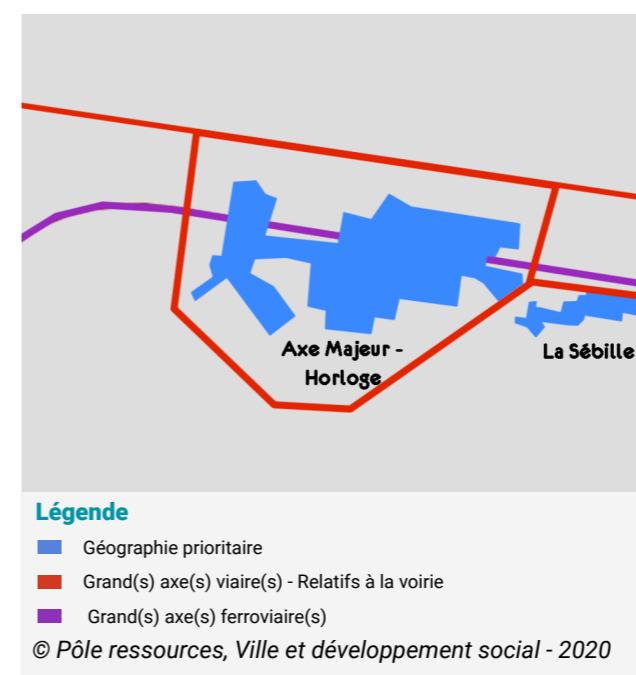 Axe Majeur -
Horloge
La Sébille
Légende
Géographie prioritaire
Grand(s) axe(s) viaire(s) - Relatifs à la voirie
Grand(s) axe(s) ferroviaire(s)
© Pôle ressources, Ville et développement social - 2020